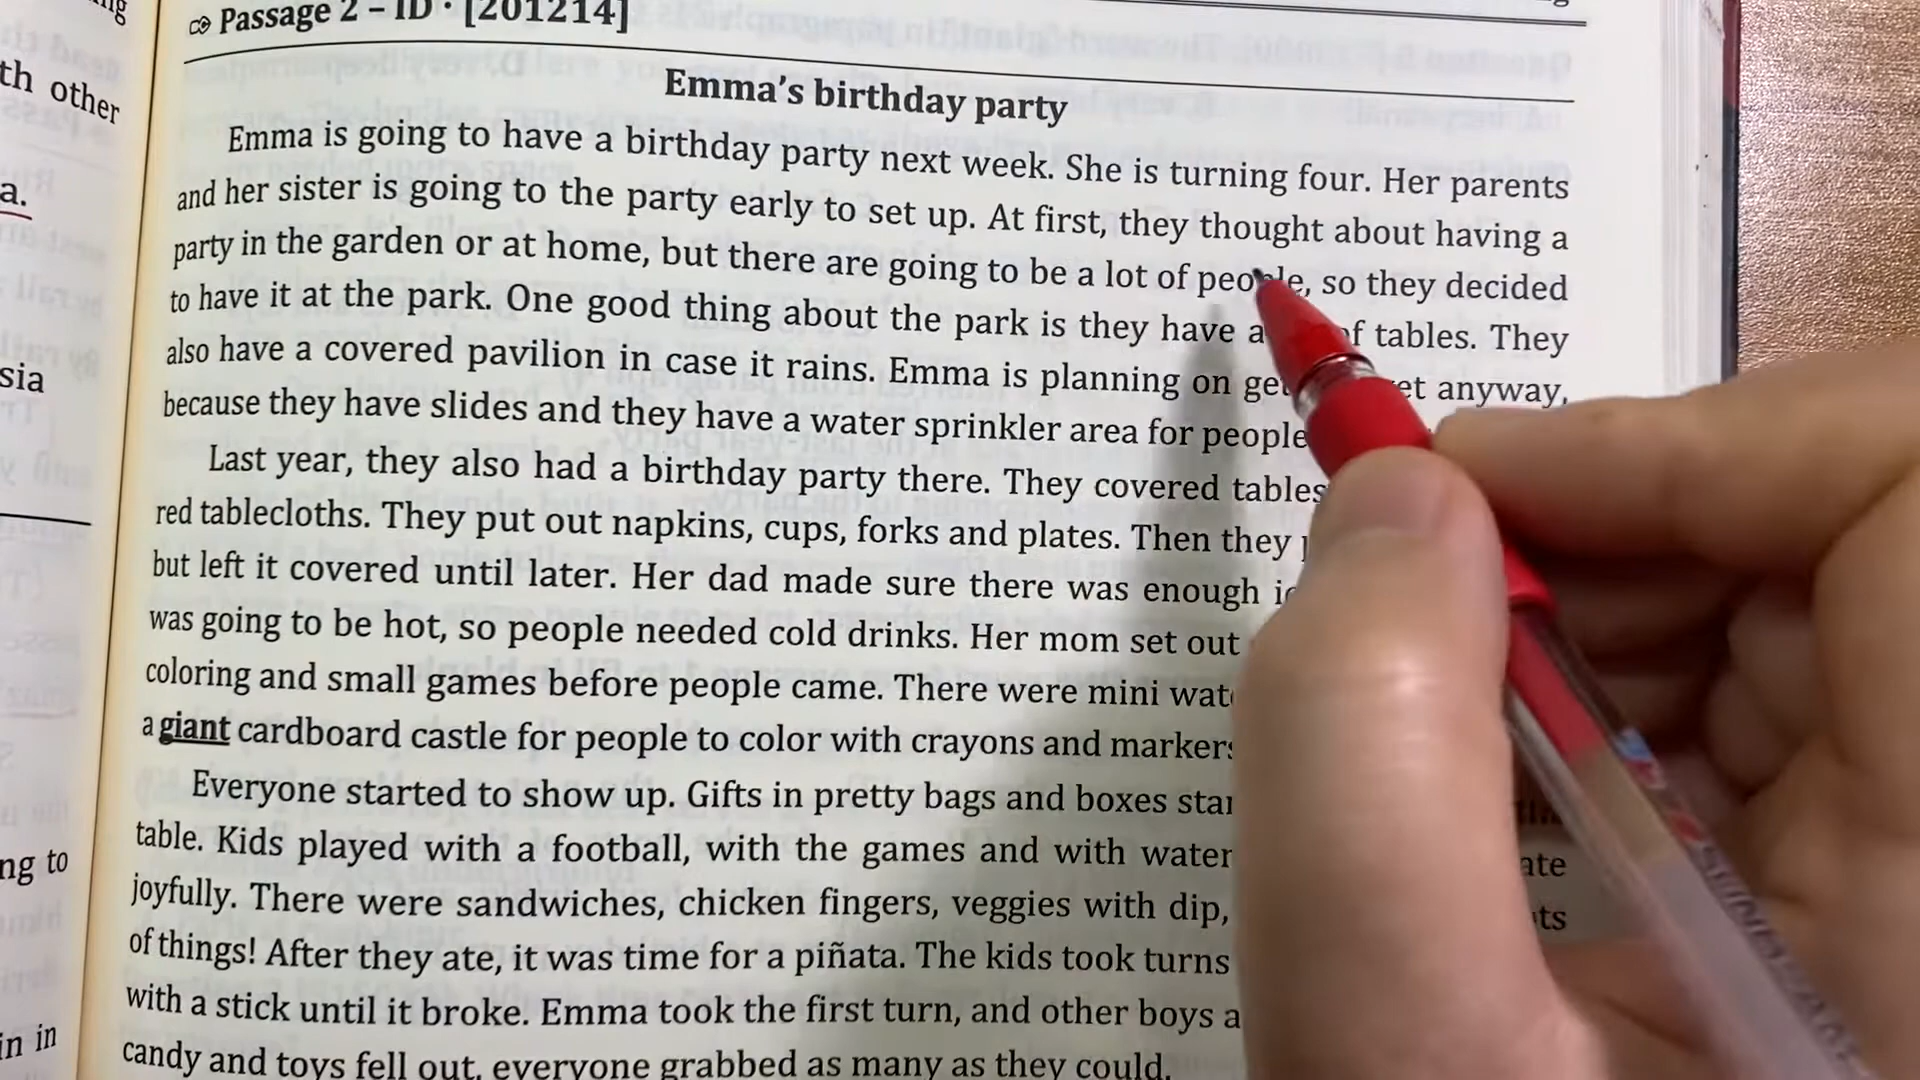 Passage 2 – ID · [201214]
Emma's birthday party
Emma is going to have a birthday party next week. She is turning four. Her parents
and her sister is going to the party early to set up. At first, they thought about having a
party in the garden or at home, but there are going to be a lot of people, so they decided
to have it at the park. One good thing about the park is they have a of tables. They
also have a covered pavilion in case it rains. Emma is planning on anyway,
because they have slides and they have a water sprinkler area for people
Last year, they also had a birthday party there. They covered tables
red tablecloths. They put out napkins, cups, forks and plates. Then they
but left it covered until later. Her dad made sure there was enough
was going to be hot, so people needed cold drinks. Her mom set out
coloring and small games before people came. There were mini
a giant cardboard castle for people to color with crayons and markers
Everyone started to show up. Gifts in pretty bags and boxes
table. Kids played with a football, with the games and with water
joyfully. There were sandwiches, chicken fingers, veggies with dip,
of things! After they ate, it was time for a piñata. The kids took turns
with a stick until it broke. Emma took the first turn, and other boys
candy and toys fell out, everyone grabbed as many as they could.
th other
a.
sia
ng to
in in